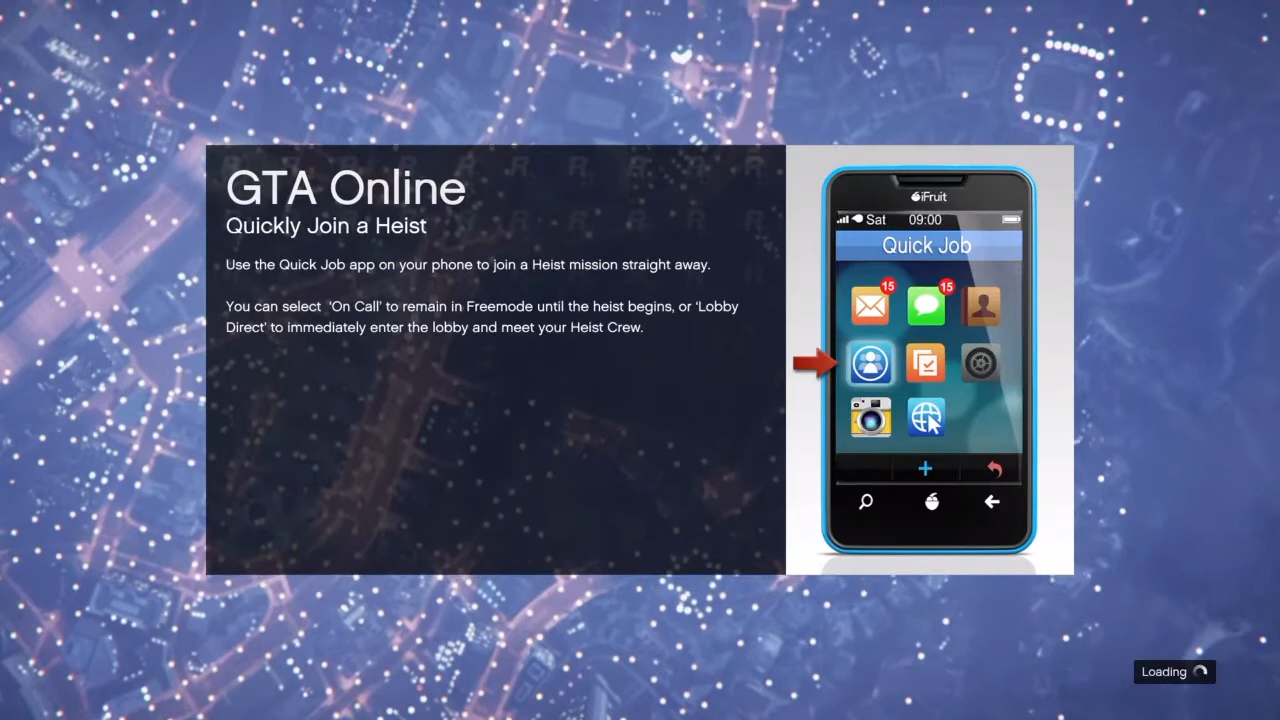 GTA Online
Quickly Join a Heist
Use the Quick Job app on your phone to join a Heist mission straight away.
You can select 'On Call' to remain in Freemode until the heist begins, or 'Lobby
Direct' to immediately enter the lobby and meet your Heist Crew.
iFruit
Sat 09:00
Quick Job
15 15
Loading